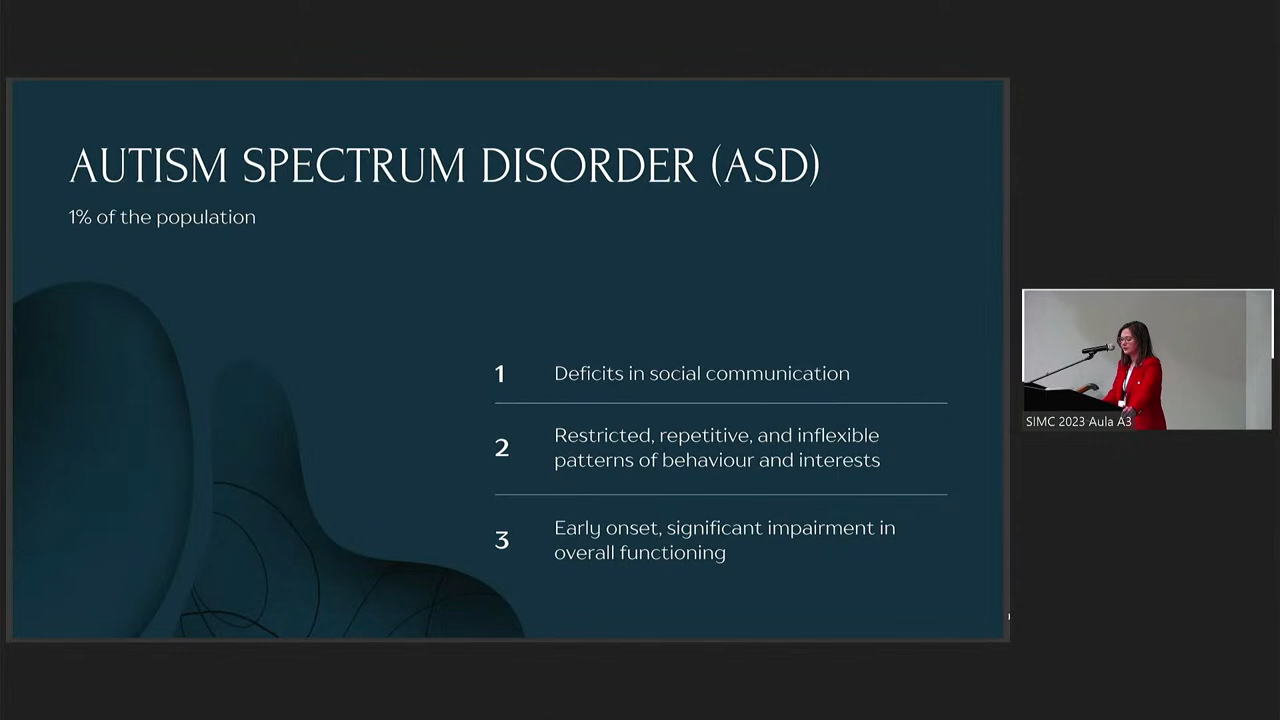 AUTISM SPECTRUM DISORDER (ASD)
1% of the population
1 Deficits in social communication
2 Restricted, repetitive, and inflexible
patterns of behaviour and interests
3 Early onset, significant impairment in
overall functioning
SIMC 2023 Aula A3